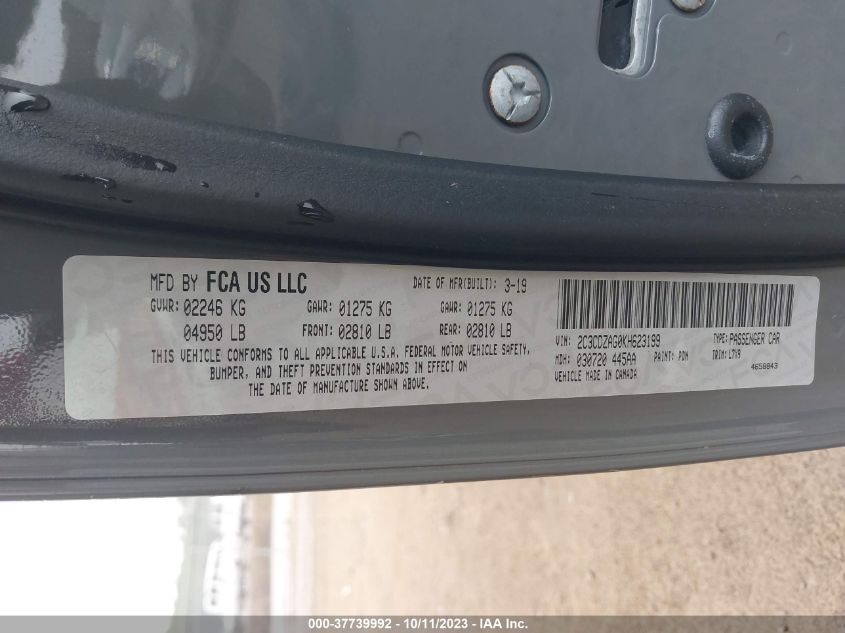 MFD BY FCA US LLC
DATE OF MFR(BUILT): 3-19
GVWR: 02246 KG GAWR: 01275 KG GAWR: 01275 KG
04950 LB FRONT: 02810 LB REAR: 02810 LB
THIS VEHICLE CONFORMS TO ALL APPLICABLE U.S.A. FEDERAL MOTOR VEHICLE SAFETY,
BUMPER, AND THEFT PREVENTION STANDARDS IN EFFECT ON
THE DATE OF MANUFACTURE SHOWN ABOVE.
VIN: 2C3CDZAG0KH623199 TYPE: PASSENGER CAR
MDH: 030720 445AA PAINT: PDN TRIM: L7X9
VEHICLE MADE IN CANADA 4658043
000-37739992 - 10/11/2023 - IAA Inc.